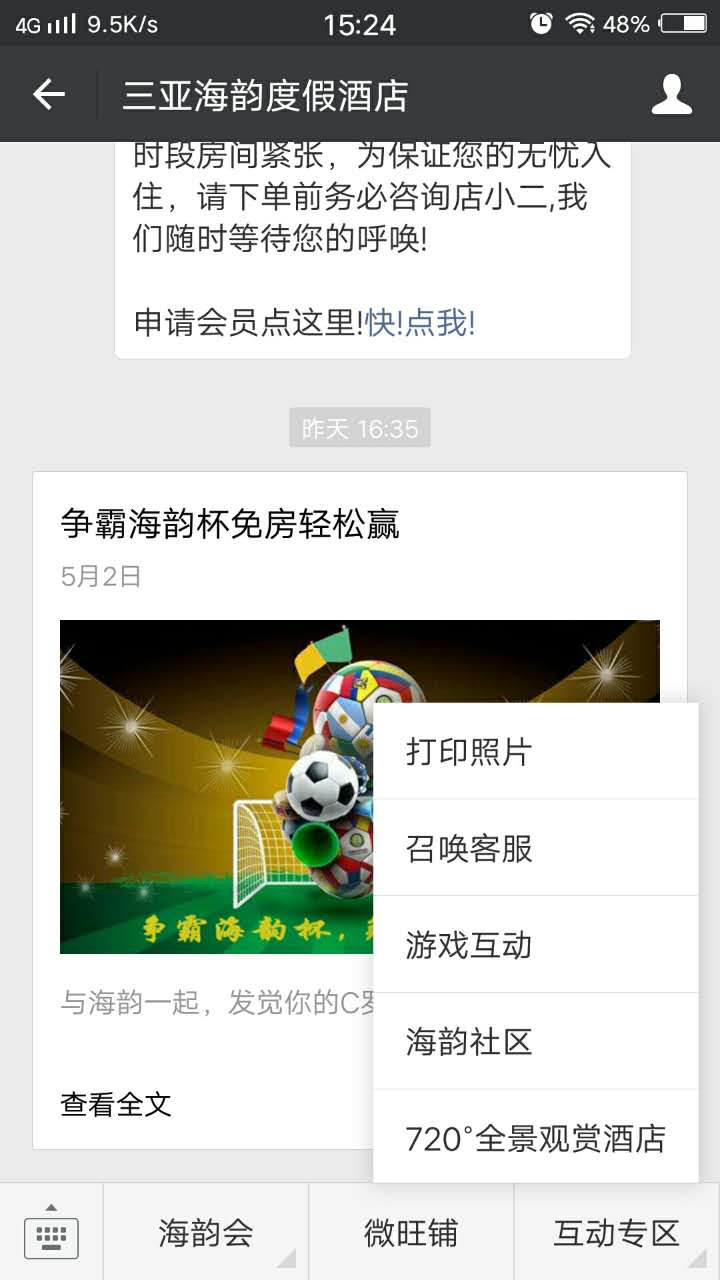 4G 9.5K/s 15:24 48%
三亚海韵度假酒店
时段房间紧张，为保证您的无忧入
住，请下单前务必咨询店小二,我
们随时等待您的呼唤!
申请会员点这里!快!点我!
昨天 16:35
争霸海韵杯免房轻松赢
5月2日
争霸海韵杯，
与海韵一起，发觉你的C罗
查看全文
打印照片
召唤客服
游戏互动
海韵社区
720°全景观赏酒店
海韵会
微旺铺
互动专区